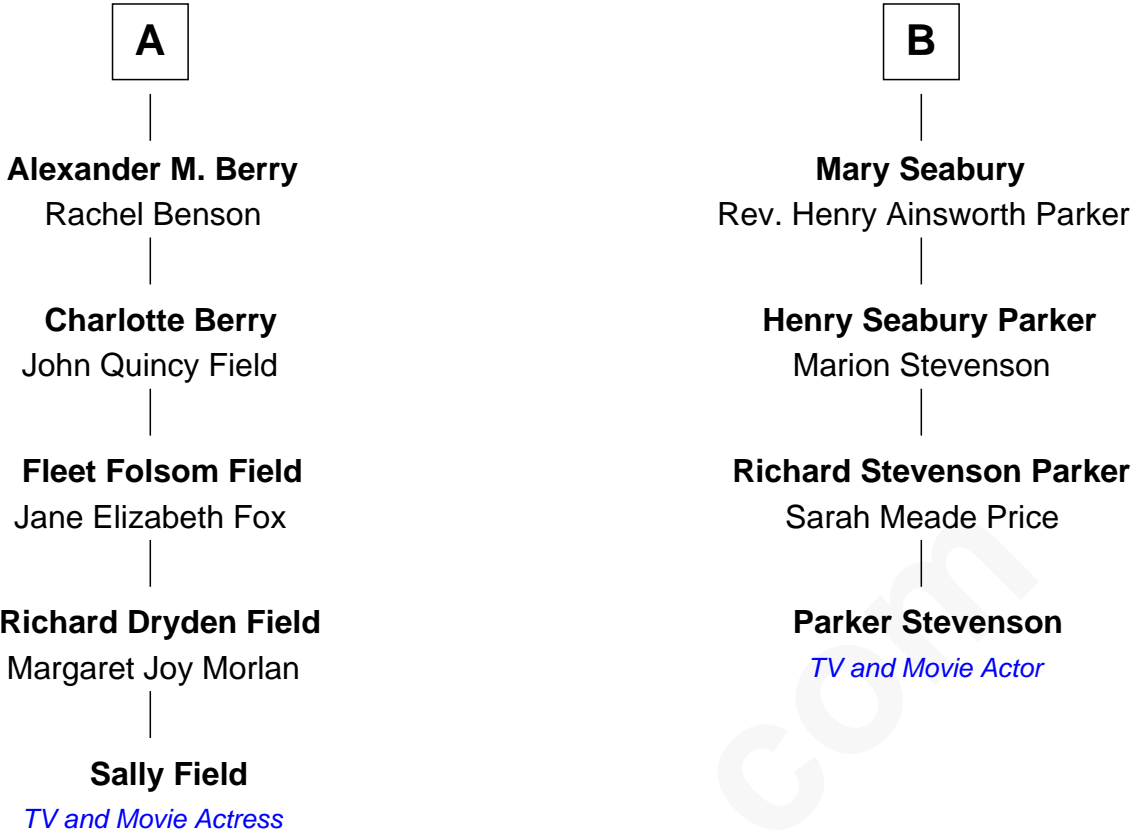 A
Alexander M. Berry
Rachel Benson
Charlotte Berry
John Quincy Field
Fleet Folsom Field
Jane Elizabeth Fox
Richard Dryden Field
Margaret Joy Morlan
Sally Field
TV and Movie Actress
B
Mary Seabury
Rev. Henry Ainsworth Parker
Henry Seabury Parker
Marion Stevenson
Richard Stevenson Parker
Sarah Meade Price
Parker Stevenson
TV and Movie Actor
com